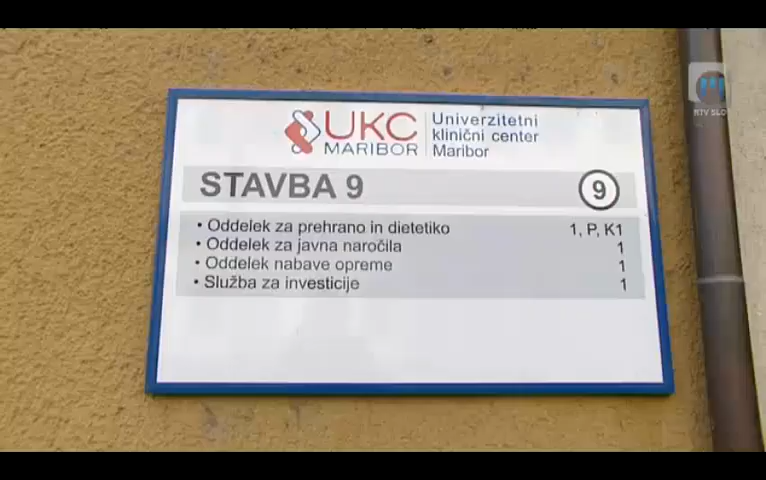 UKC
MARIBOR
Univerzitetni
klinični center
Maribor
STAVBA 9
9
• Oddelek za prehrano in dietetiko 1, P, K1
• Oddelek za javna naročila 1
• Oddelek nabave opreme 1
• Služba za investicije 1
RTV SLO